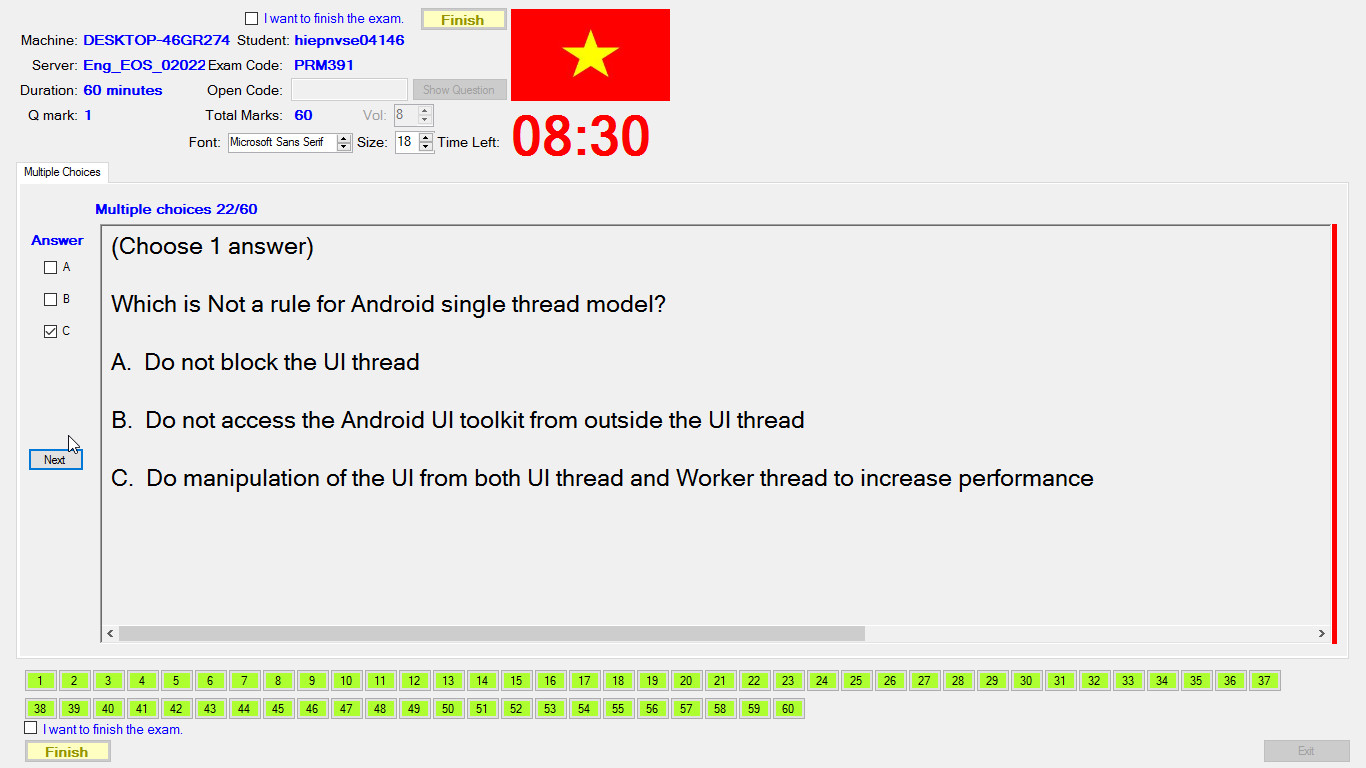 I want to finish the exam. Finish
Machine: DESKTOP-46GR274 Student: hiepnvse04146
Server: Eng_EOS_02022 Exam Code: PRM391
Duration: 60 minutes Open Code: Show Question
Q mark: 1 Total Marks: 60 Vol: 8
Font: Microsoft Sans Serif Size: 18 Time Left: 08:30
Multiple Choices
Multiple choices 22/60
Answer
A
B
C
Next
(Choose 1 answer)
Which is Not a rule for Android single thread model?
A. Do not block the UI thread
B. Do not access the Android UI toolkit from outside the UI thread
C. Do manipulation of the UI from both UI thread and Worker thread to increase performance
1 2 3 4 5 6 7 8 9 10 11 12 13 14 15 16 17 18 19 20 21 22 23 24 25 26 27 28 29 30 31 32 33 34 35 36 37
38 39 40 41 42 43 44 45 46 47 48 49 50 51 52 53 54 55 56 57 58 59 60
I want to finish the exam.
Finish Exit